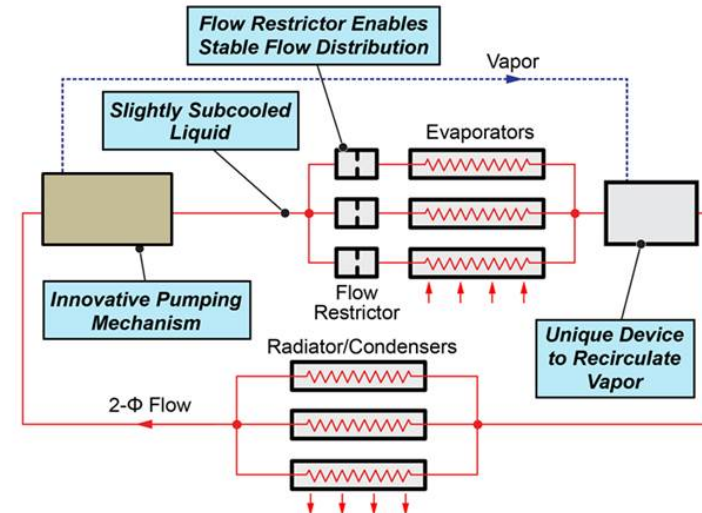 Flow Restrictor Enables
Stable Flow Distribution
Vapor
Slightly Subcooled
Liquid
Evaporators
Innovative Pumping
Mechanism
Flow
Restrictor
Unique Device
to Recirculate
Vapor
Radiator/Condensers
2-Φ Flow